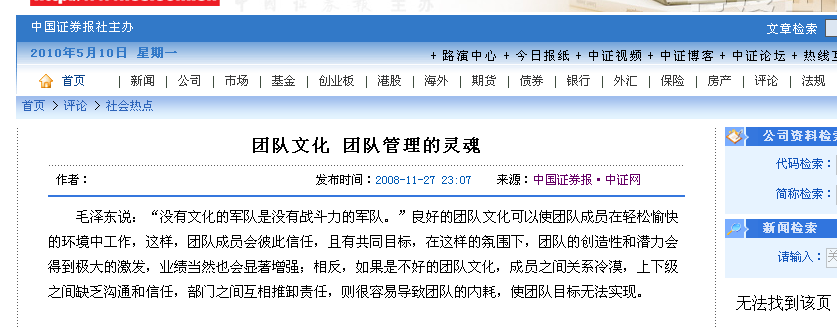 中国证券报社主办
文章检索
2010年5月10日 星期一
+ 路演中心 + 今日报纸 + 中证视频 + 中证博客 + 中证论坛 + 热线互
首页 | 新闻 | 公司 | 市场 | 基金 | 创业板 | 港股 | 海外 | 期货 | 债券 | 银行 | 外汇 | 保险 | 房产 | 评论 | 法规
首页 > 评论 > 社会热点
团队文化 团队管理的灵魂
作者： 发布时间：2008-11-27 23:07 来源：中国证券报·中证网
毛泽东说：“没有文化的军队是没有战斗力的军队。”良好的团队文化可以使团队成员在轻松愉快
的环境中工作，这样，团队成员会彼此信任，且有共同目标，在这样的氛围下，团队的创造性和潜力会
得到极大的激发，业绩当然也会显著增强；相反，如果是不好的团队文化，成员之间关系冷漠，上下级
之间缺乏沟通和信任，部门之间互相推卸责任，则很容易导致团队的内耗，使团队目标无法实现。
公司资料检索
代码检索：
简称检索：
新闻检索
请输入：关
无法找到该页